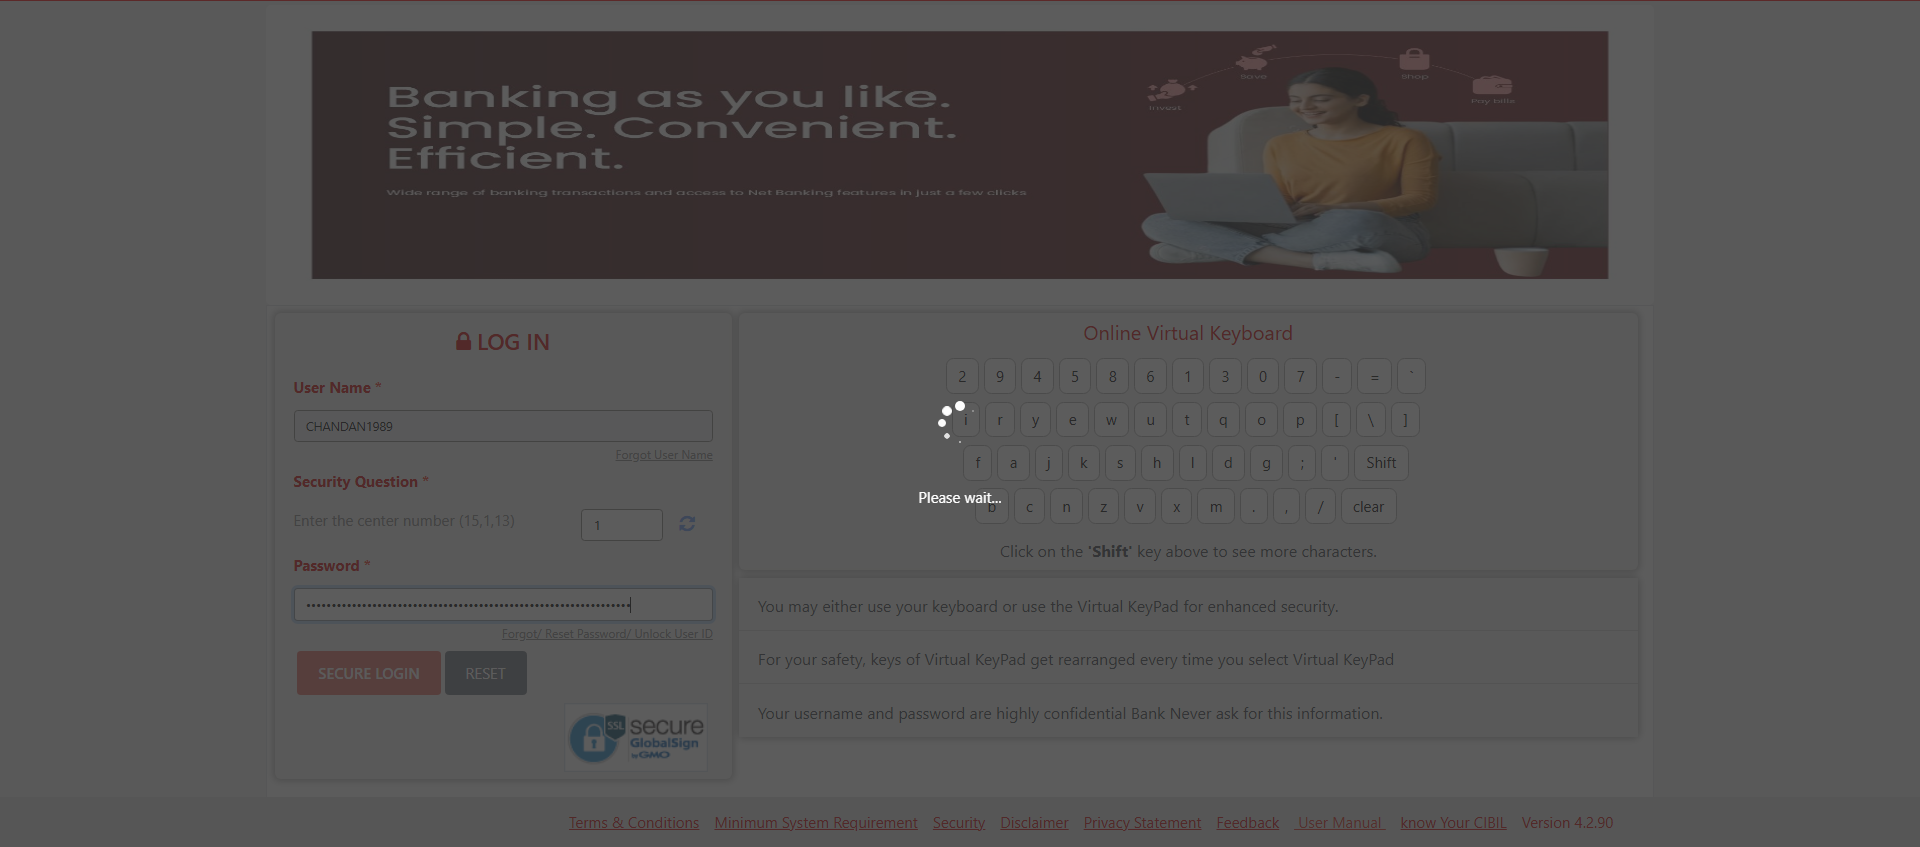 Banking as you like.
Simple. Convenient.
Efficient.
Wide range of banking transactions and access to Net Banking features in just a few clicks
Invest
Save
Shop
Pay bills
LOG IN
User Name *
CHANDAN1989
Forgot User Name
Security Question *
Enter the center number (15,1,13)
1
Password *
Forgot/ Reset Password/ Unlock User ID
SECURE LOGIN
RESET
SSL
secure
GlobalSign
by GMO
Online Virtual Keyboard
2 9 4 5 8 6 1 3 0 7 - = `
i r y e w u t q o p [ \ ]
f a j k s h l d g ; ' Shift
b c n z v x m . , / clear
Please wait...
Click on the 'Shift' key above to see more characters.
You may either use your keyboard or use the Virtual KeyPad for enhanced security.
For your safety, keys of Virtual KeyPad get rearranged every time you select Virtual KeyPad
Your username and password are highly confidential Bank Never ask for this information.
Terms & Conditions Minimum System Requirement Security Disclaimer Privacy Statement Feedback User Manual know Your CIBIL Version 4.2.90